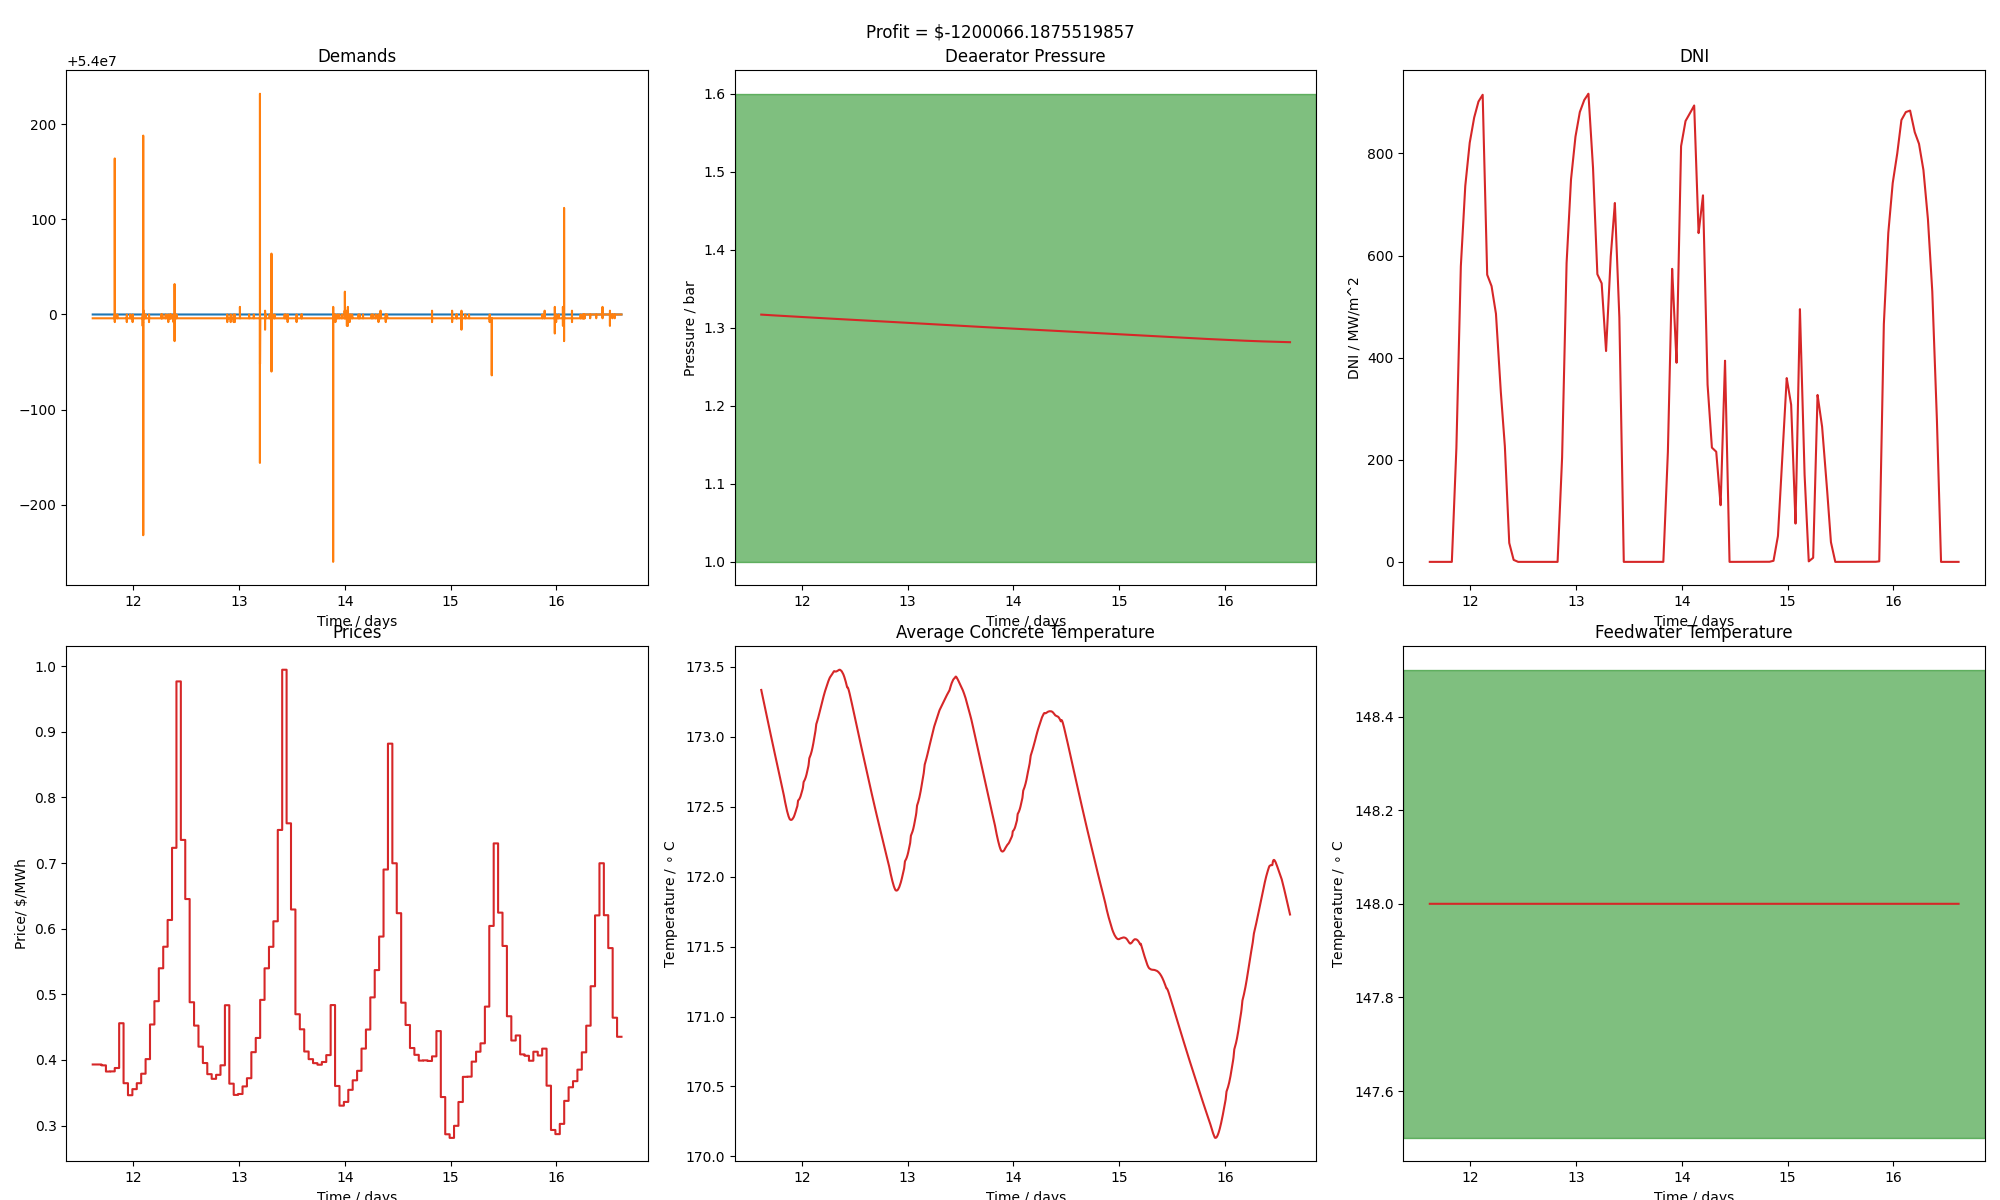 Profit = $-1200066.1875519857
Demands
+5.4e7
200
100
0
−100
−200
12 13 14 15 16
Time / days
Deaerator Pressure
Pressure / bar
1.6
1.5
1.4
1.3
1.2
1.1
1.0
12 13 14 15 16
Time / days
DNI
DNI / MW/m^2
800
600
400
200
0
12 13 14 15 16
Time / days
Prices
Price/ $/MWh
1.0
0.9
0.8
0.7
0.6
0.5
0.4
0.3
12 13 14 15 16
Time / days
Average Concrete Temperature
Temperature / ∘ C
173.5
173.0
172.5
172.0
171.5
171.0
170.5
170.0
12 13 14 15 16
Time / days
Feedwater Temperature
Temperature / ∘ C
148.4
148.2
148.0
147.8
147.6
12 13 14 15 16
Time / days